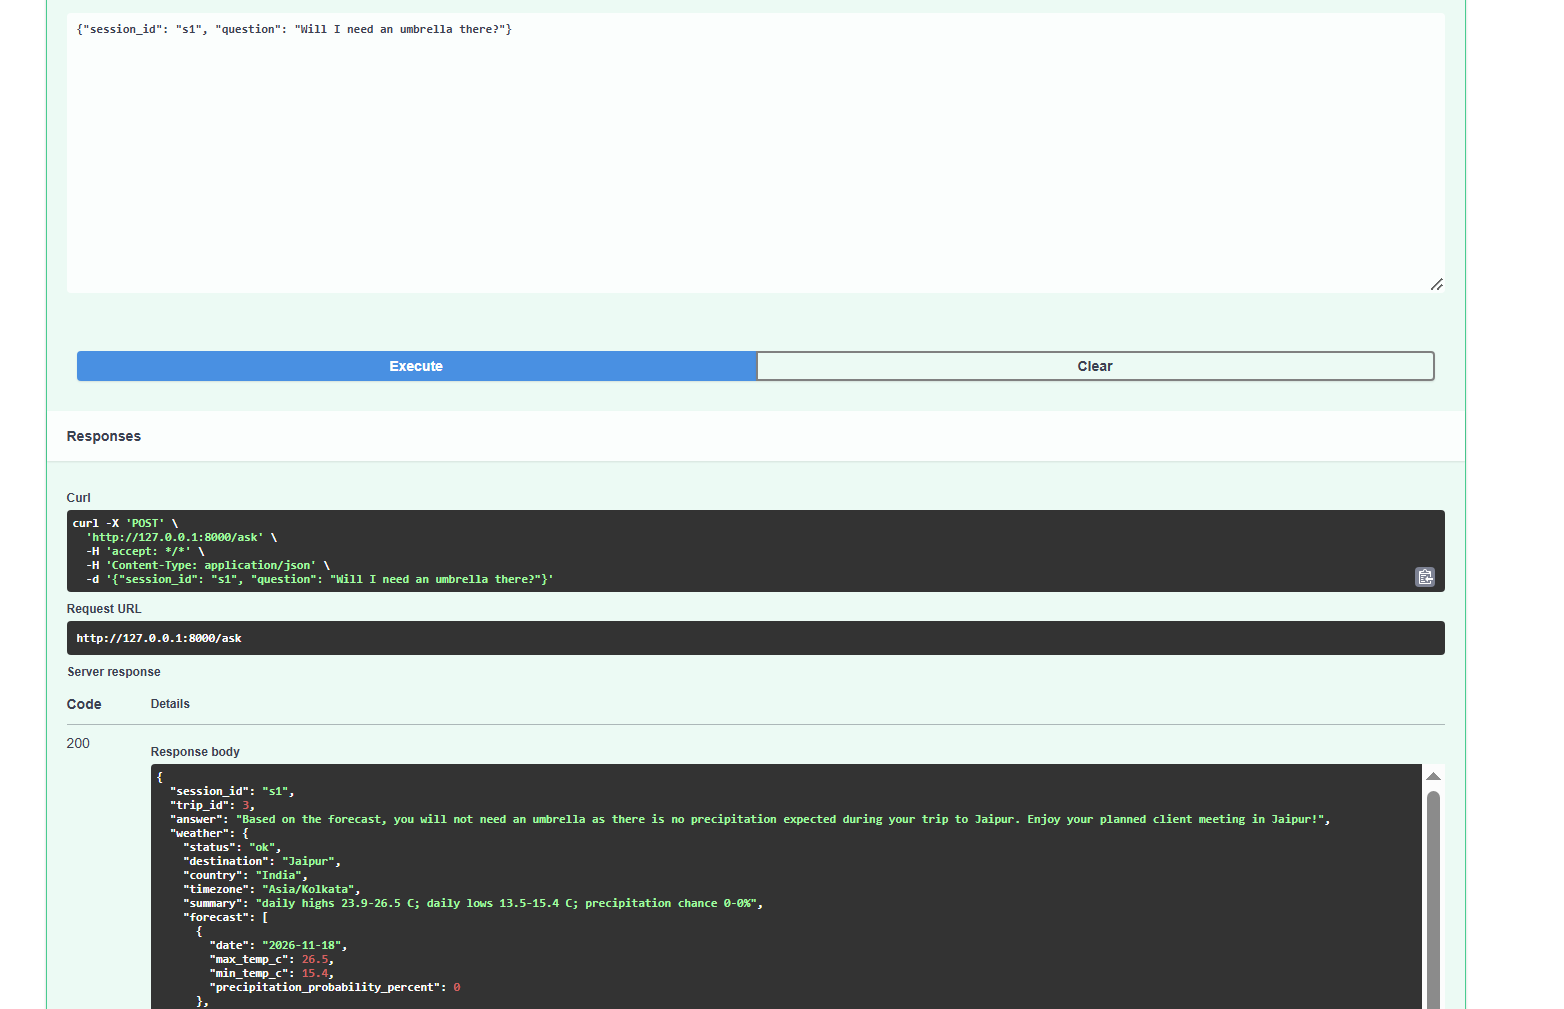 {"session_id": "s1", "question": "Will I need an umbrella there?"}
Execute
Clear
Responses
Curl
curl -X 'POST' \
  'http://127.0.0.1:8000/ask' \
  -H 'accept: */*' \
  -H 'Content-Type: application/json' \
  -d '{"session_id": "s1", "question": "Will I need an umbrella there?"}'
Request URL
http://127.0.0.1:8000/ask
Server response
Code Details
200
Response body
{
  "session_id": "s1",
  "trip_id": 3,
  "answer": "Based on the forecast, you will not need an umbrella as there is no precipitation expected during your trip to Jaipur. Enjoy your planned client meeting in Jaipur!",
  "weather": {
    "status": "ok",
    "destination": "Jaipur",
    "country": "India",
    "timezone": "Asia/Kolkata",
    "summary": "daily highs 23.9-26.5 C; daily lows 13.5-15.4 C; precipitation chance 0-0%",
    "forecast": [
      {
        "date": "2026-11-18",
        "max_temp_c": 26.5,
        "min_temp_c": 15.4,
        "precipitation_probability_percent": 0
      },